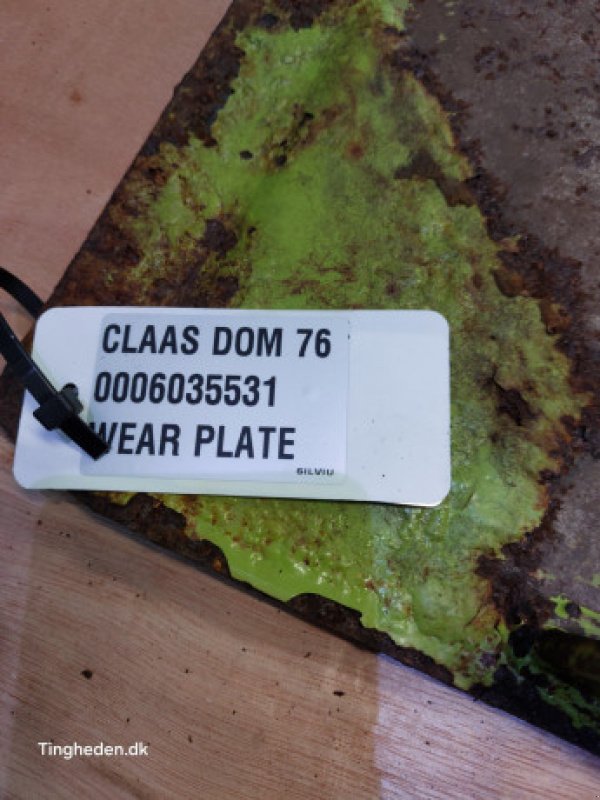 CLAAS DOM 76
0006035531
WEAR PLATE
SILVIU
Tingheden.dk